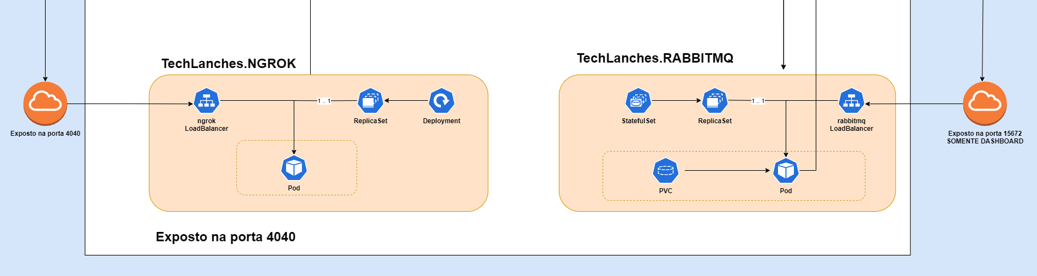 TechLanches.NGROK
TechLanches.RABBITMQ
Exposto na porta 4040
ngrok
LoadBalancer
1 ... 1
ReplicaSet
Deployment
Pod
StatefulSet
ReplicaSet
1 ... 1
rabbitmq
LoadBalancer
PVC
Pod
Exposto na porta 15672
SOMENTE DASHBOARD
Exposto na porta 4040